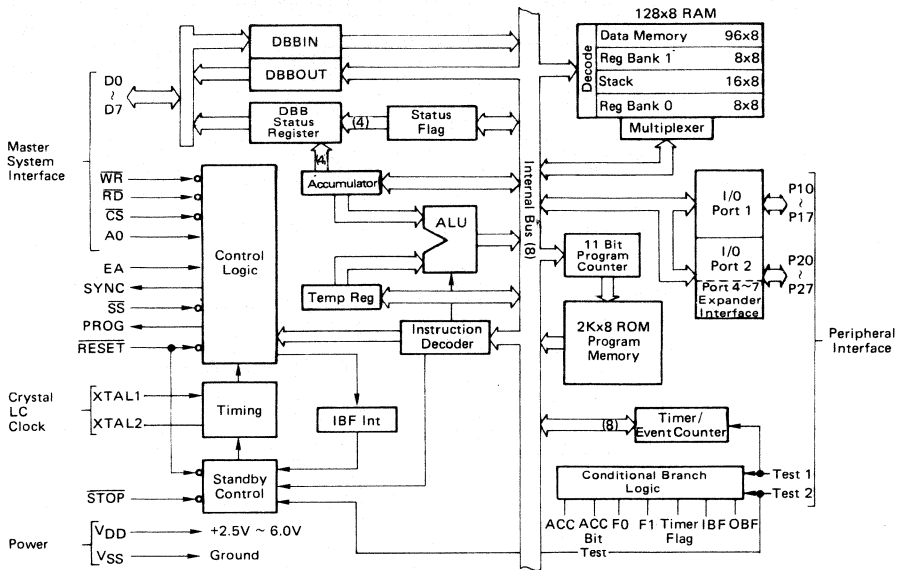 128x8 RAM
Decode
Data Memory 96x8
Reg Bank 1 8x8
Stack 16x8
Reg Bank 0 8x8
Multiplexer
DBBIN
DBBOUT
DBB
Status
Register
(4)
Status
Flag
D0
~
D7
Master
System
Interface
(4)
Accumulator
WR
RD
CS
A0
EA
SYNC
SS
PROG
RESET
Control
Logic
ALU
Temp Reg
Instruction
Decoder
Internal Bus (8)
11 Bit
Program
Counter
2Kx8 ROM
Program
Memory
I/O
Port 1
I/O
Port 2
Port 4~7
Expander
Interface
P10
~
P17
P20
~
P27
Peripheral
Interface
Crystal
LC
Clock
XTAL1
XTAL2
Timing
IBF Int
(8)
Timer/
Event Counter
Standby
Control
STOP
Conditional Branch
Logic
Test 1
Test 2
ACC ACC F0 F1 Timer IBF OBF
Bit Flag
Test
Power
VDD +2.5V ~ 6.0V
VSS Ground